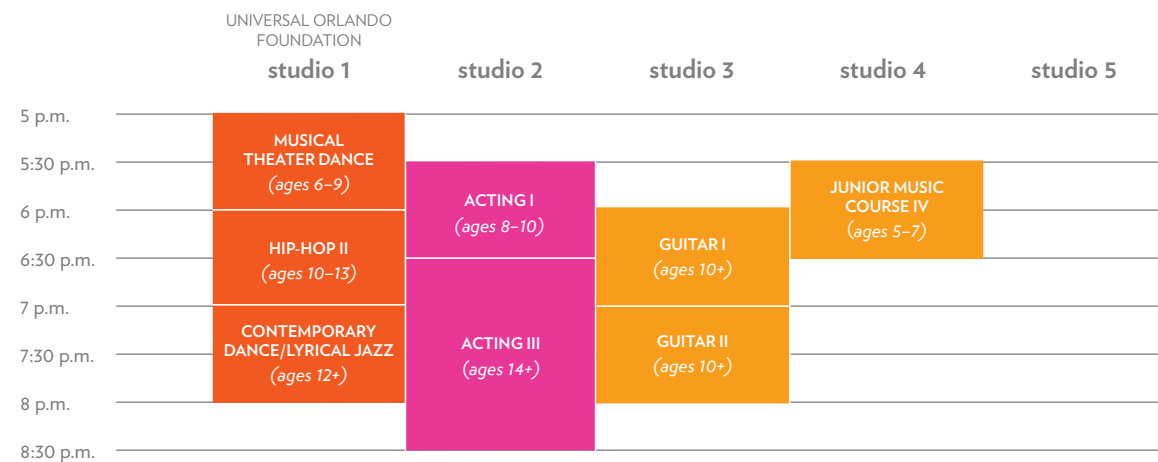 UNIVERSAL ORLANDO
FOUNDATION
studio 1
studio 2
studio 3
studio 4
studio 5
5 p.m.
5:30 p.m.
6 p.m.
6:30 p.m.
7 p.m.
7:30 p.m.
8 p.m.
8:30 p.m.
MUSICAL
THEATER DANCE
(ages 6–9)
HIP-HOP II
(ages 10–13)
CONTEMPORARY
DANCE/LYRICAL JAZZ
(ages 12+)
ACTING I
(ages 8–10)
ACTING III
(ages 14+)
GUITAR I
(ages 10+)
GUITAR II
(ages 10+)
JUNIOR MUSIC
COURSE IV
(ages 5–7)